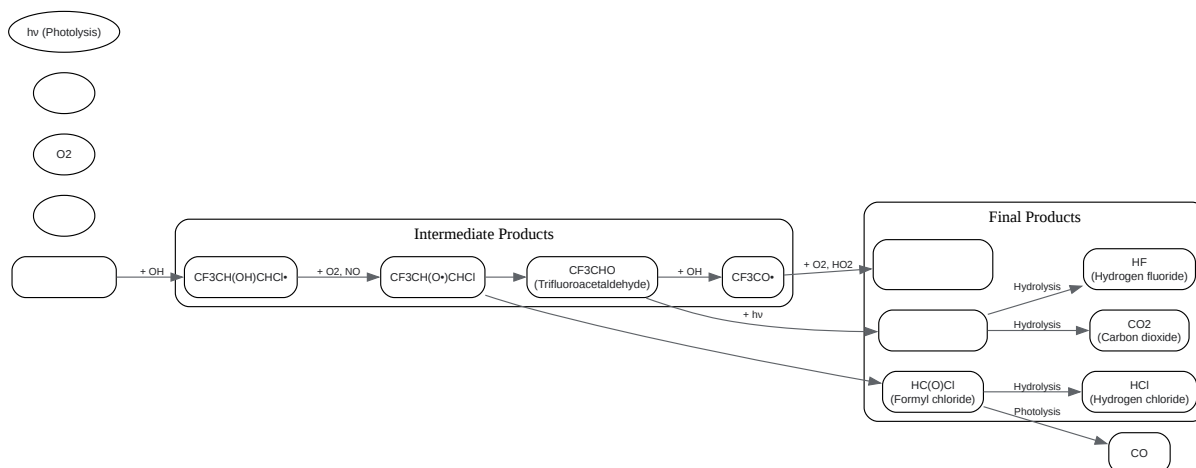 hν (Photolysis)
O2
Intermediate Products
Final Products
+ OH
CF3CH(OH)CHCl•
+ O2, NO
CF3CH(O•)CHCl
CF3CHO
(Trifluoroacetaldehyde)
+ OH
CF3CO•
+ O2, HO2
+ hν
HC(O)Cl
(Formyl chloride)
Hydrolysis
HF
(Hydrogen fluoride)
Hydrolysis
CO2
(Carbon dioxide)
Hydrolysis
HCl
(Hydrogen chloride)
Photolysis
CO